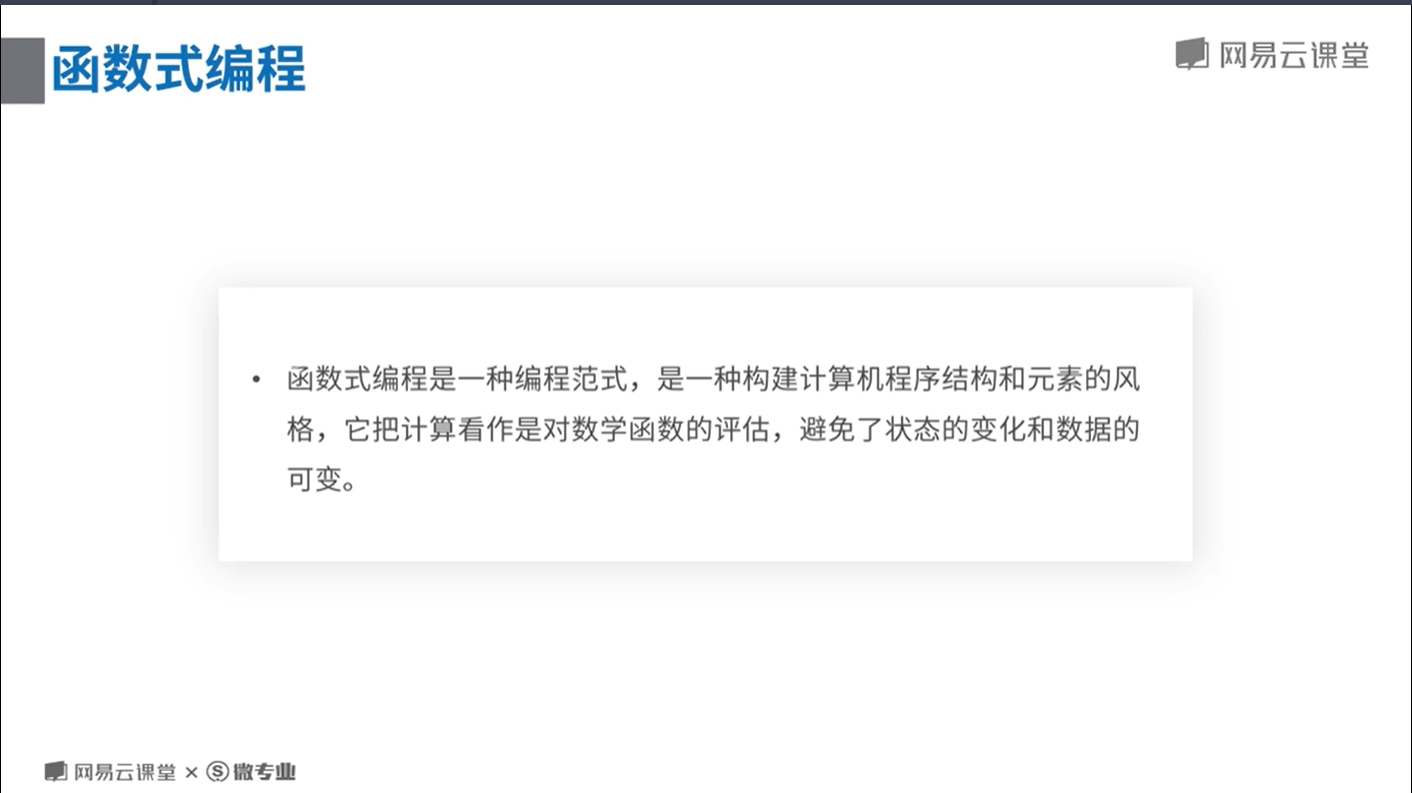 函数式编程
网易云课堂
• 函数式编程是一种编程范式，是一种构建计算机程序结构和元素的风
格，它把计算看作是对数学函数的评估，避免了状态的变化和数据的
可变。
网易云课堂 × Ⓢ 微专业